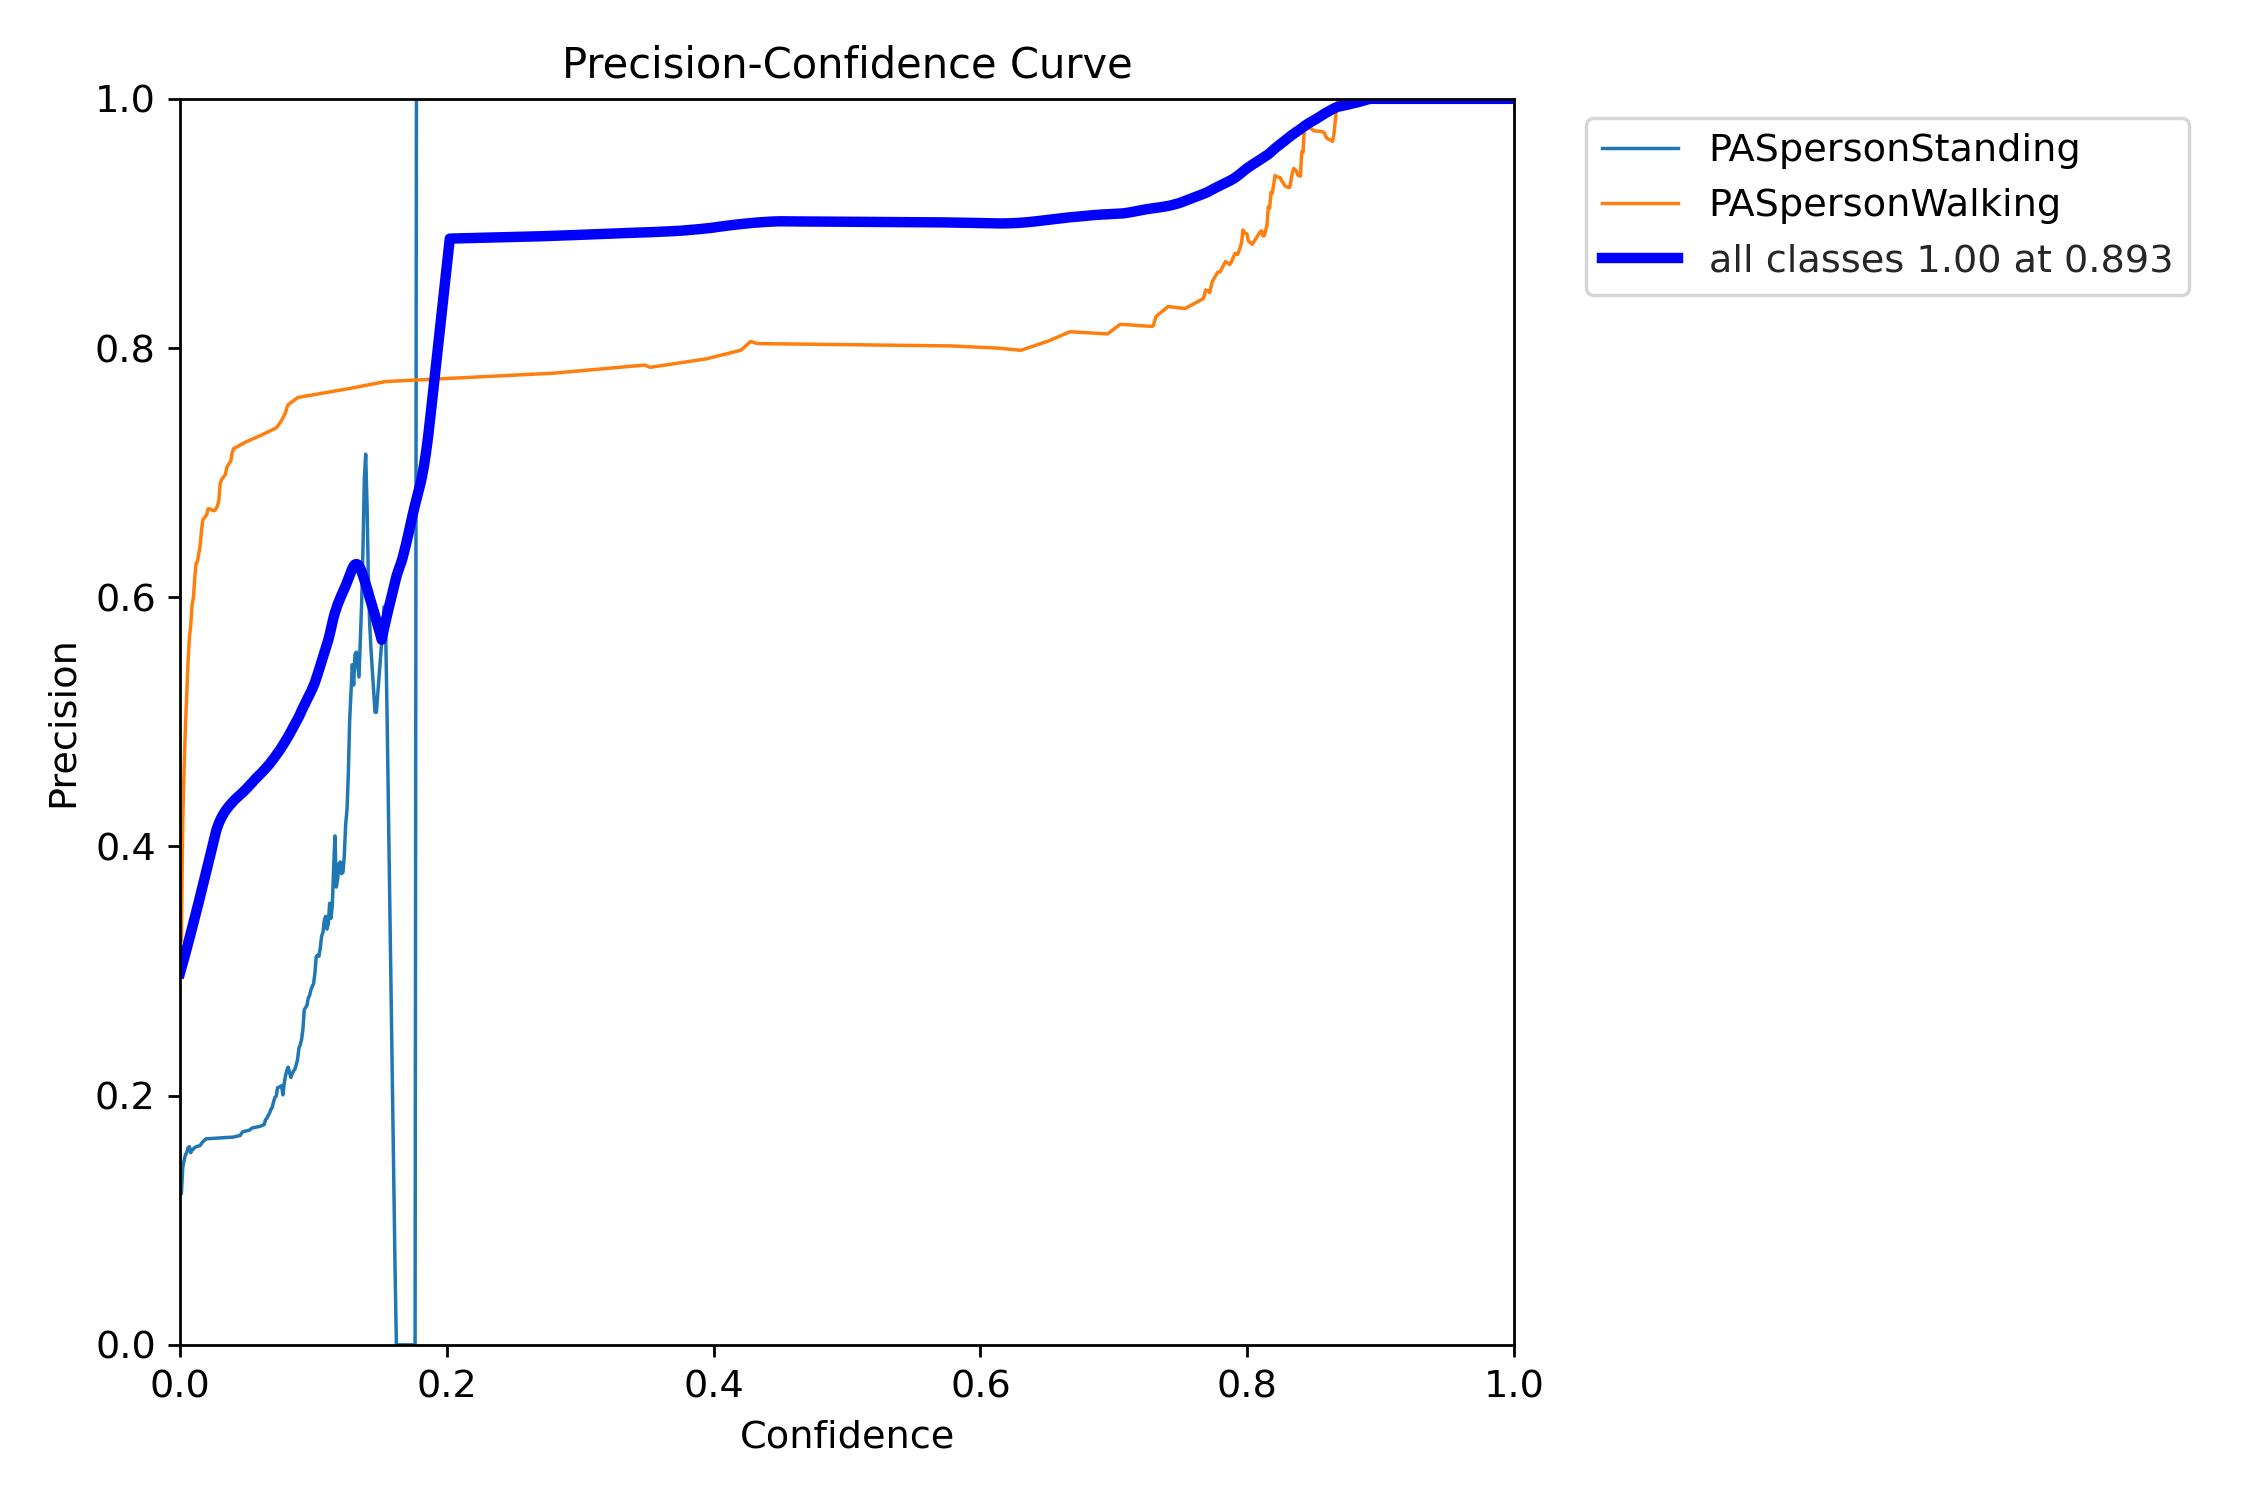 Precision-Confidence Curve
1.0
0.8
0.6
0.4
0.2
0.0
Precision
0.0 0.2 0.4 0.6 0.8 1.0
Confidence
PASpersonStanding
PASpersonWalking
all classes 1.00 at 0.893